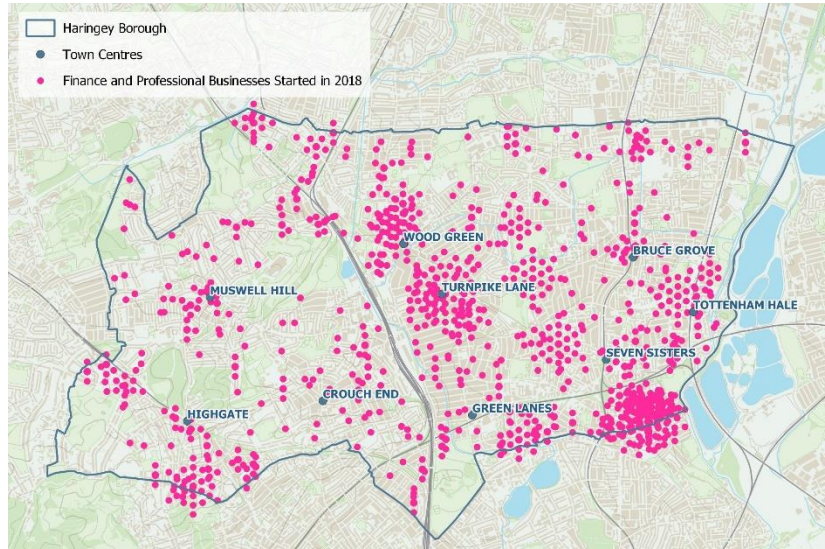 Haringey Borough
Town Centres
Finance and Professional Businesses Started in 2018
WOOD GREEN
BRUCE GROVE
MUSWELL HILL
TURNPIKE LANE
TOTTENHAM HALE
SEVEN SISTERS
CROUCH END
HIGHGATE
GREEN LANES